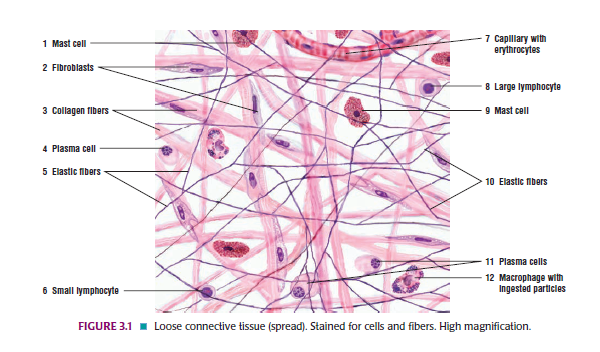 1 Mast cell
2 Fibroblasts
3 Collagen fibers
4 Plasma cell
5 Elastic fibers
6 Small lymphocyte
7 Capillary with
erythrocytes
8 Large lymphocyte
9 Mast cell
10 Elastic fibers
11 Plasma cells
12 Macrophage with
ingested particles
FIGURE 3.1 ■ Loose connective tissue (spread). Stained for cells and fibers. High magnification.